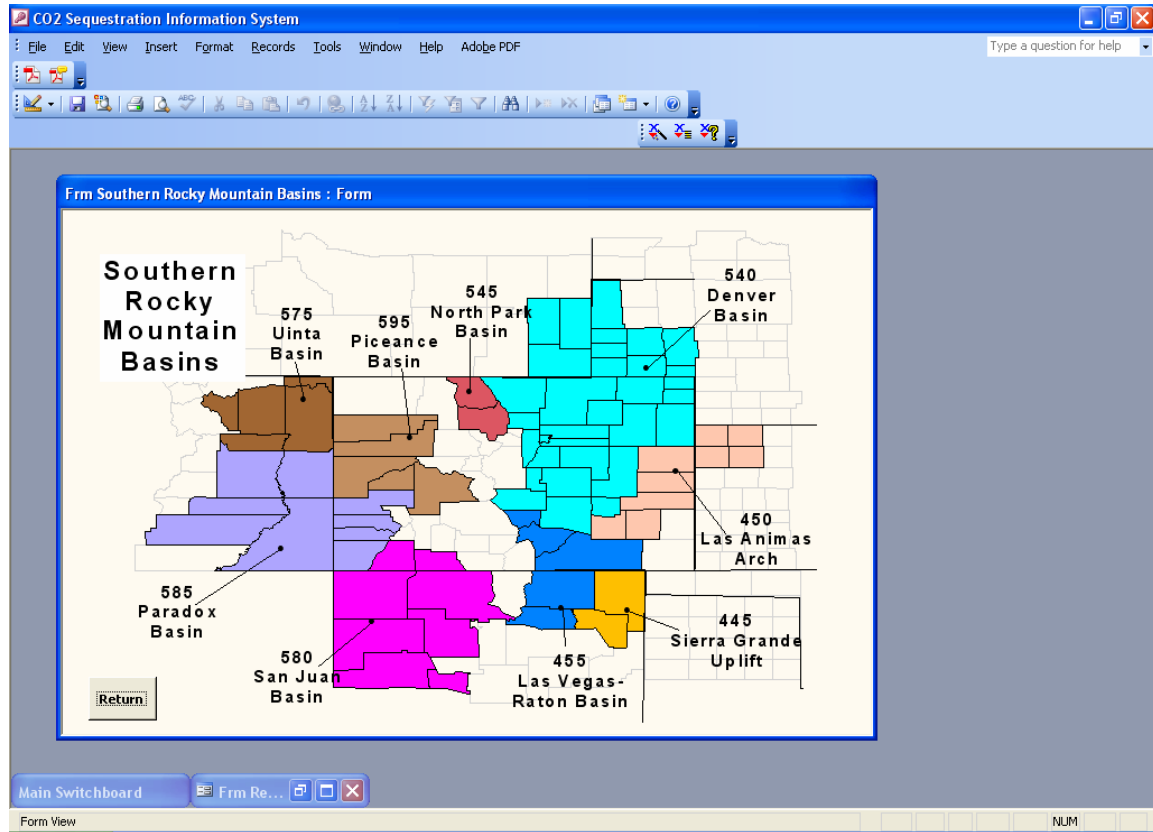 CO2 Sequestration Information System
File Edit View Insert Format Records Tools Window Help Adobe PDF
Type a question for help
Frm Southern Rocky Mountain Basins : Form
Southern
Rocky
Mountain
Basins
575
Uinta
Basin
595
Piceance
Basin
545
North Park
Basin
540
Denver
Basin
450
Las Animas
Arch
585
Paradox
Basin
580
San Juan
Basin
455
Las Vegas-
Raton Basin
445
Sierra Grande
Uplift
Return
Main Switchboard
Frm Re...
Form View
NUM